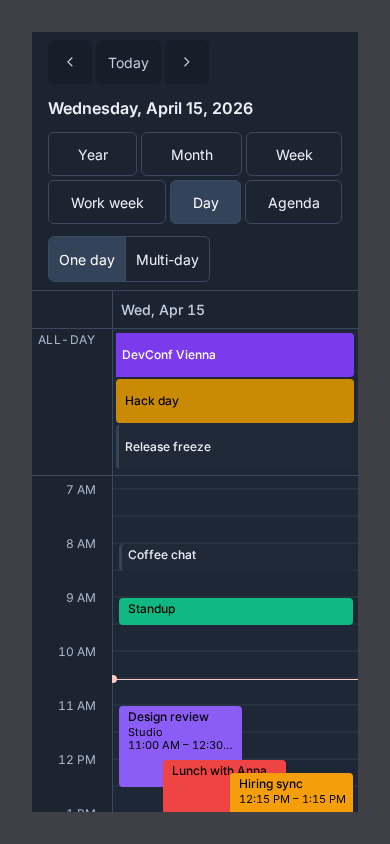 Today
Wednesday, April 15, 2026
Year Month Week
Work week Day Agenda
One day Multi-day
Wed, Apr 15
ALL-DAY
DevConf Vienna
Hack day
Release freeze
7 AM
8 AM
Coffee chat
9 AM
Standup
10 AM
11 AM
Design review
Studio
11:00 AM – 12:30...
12 PM
Lunch with Anna
Hiring sync
12:15 PM – 1:15 PM
1 PM